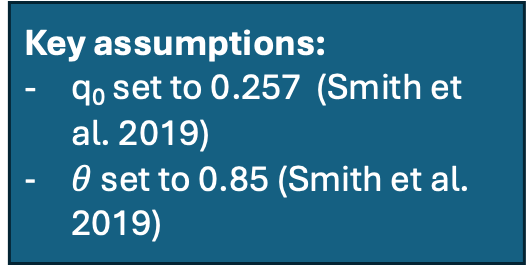 Key assumptions:
- q₀ set to 0.257 (Smith et
al. 2019)
- θ set to 0.85 (Smith et al.
2019)